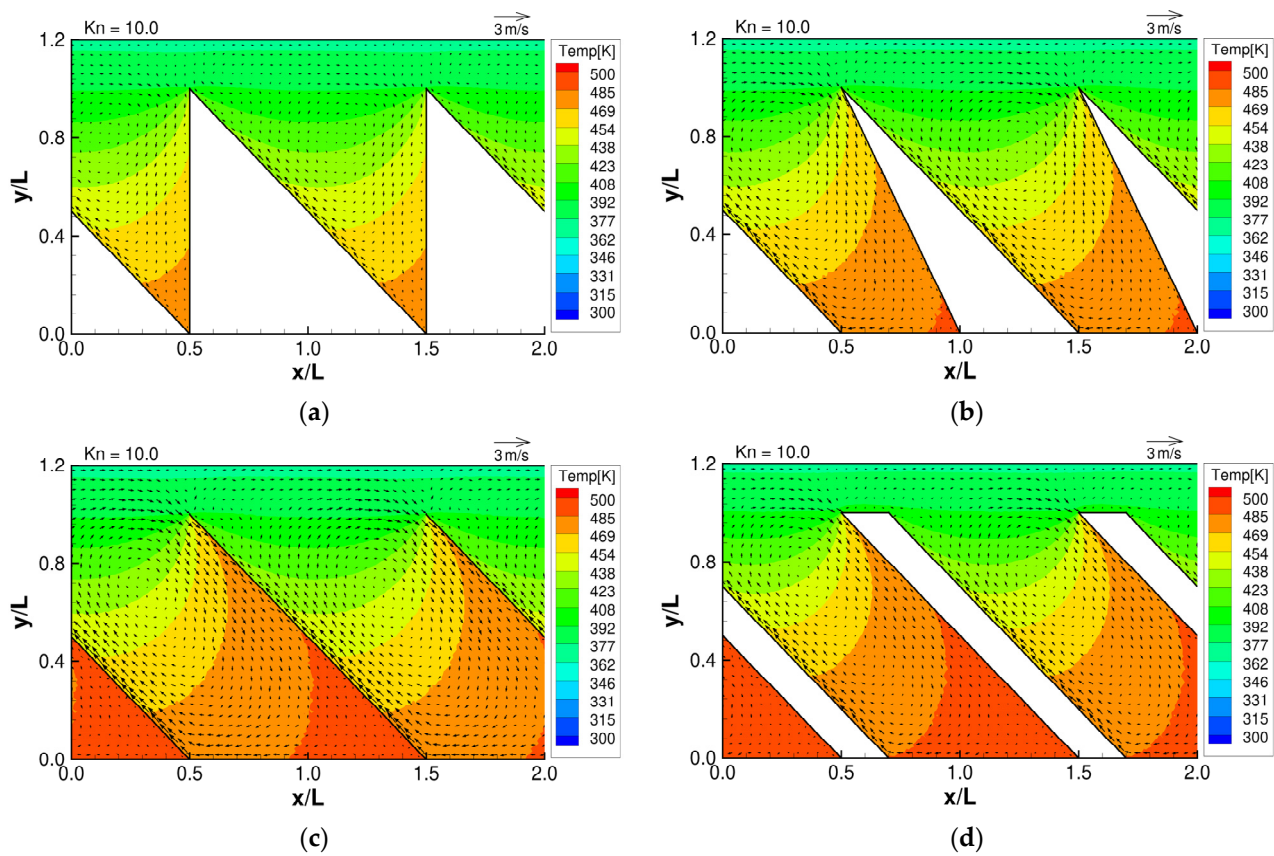 Kn = 10.0
3 m/s
1.2
0.8
0.4
0.0
y/L
0.0 0.5 1.0 1.5 2.0
x/L
Temp[K]
500
485
469
454
438
423
408
392
377
362
346
331
315
300
(a)
Kn = 10.0
3 m/s
1.2
0.8
0.4
0.0
y/L
0.0 0.5 1.0 1.5 2.0
x/L
Temp[K]
500
485
469
454
438
423
408
392
377
362
346
331
315
300
(b)
Kn = 10.0
3 m/s
1.2
0.8
0.4
0.0
y/L
0.0 0.5 1.0 1.5 2.0
x/L
Temp[K]
500
485
469
454
438
423
408
392
377
362
346
331
315
300
(c)
Kn = 10.0
3 m/s
1.2
0.8
0.4
0.0
y/L
0.0 0.5 1.0 1.5 2.0
x/L
Temp[K]
500
485
469
454
438
423
408
392
377
362
346
331
315
300
(d)